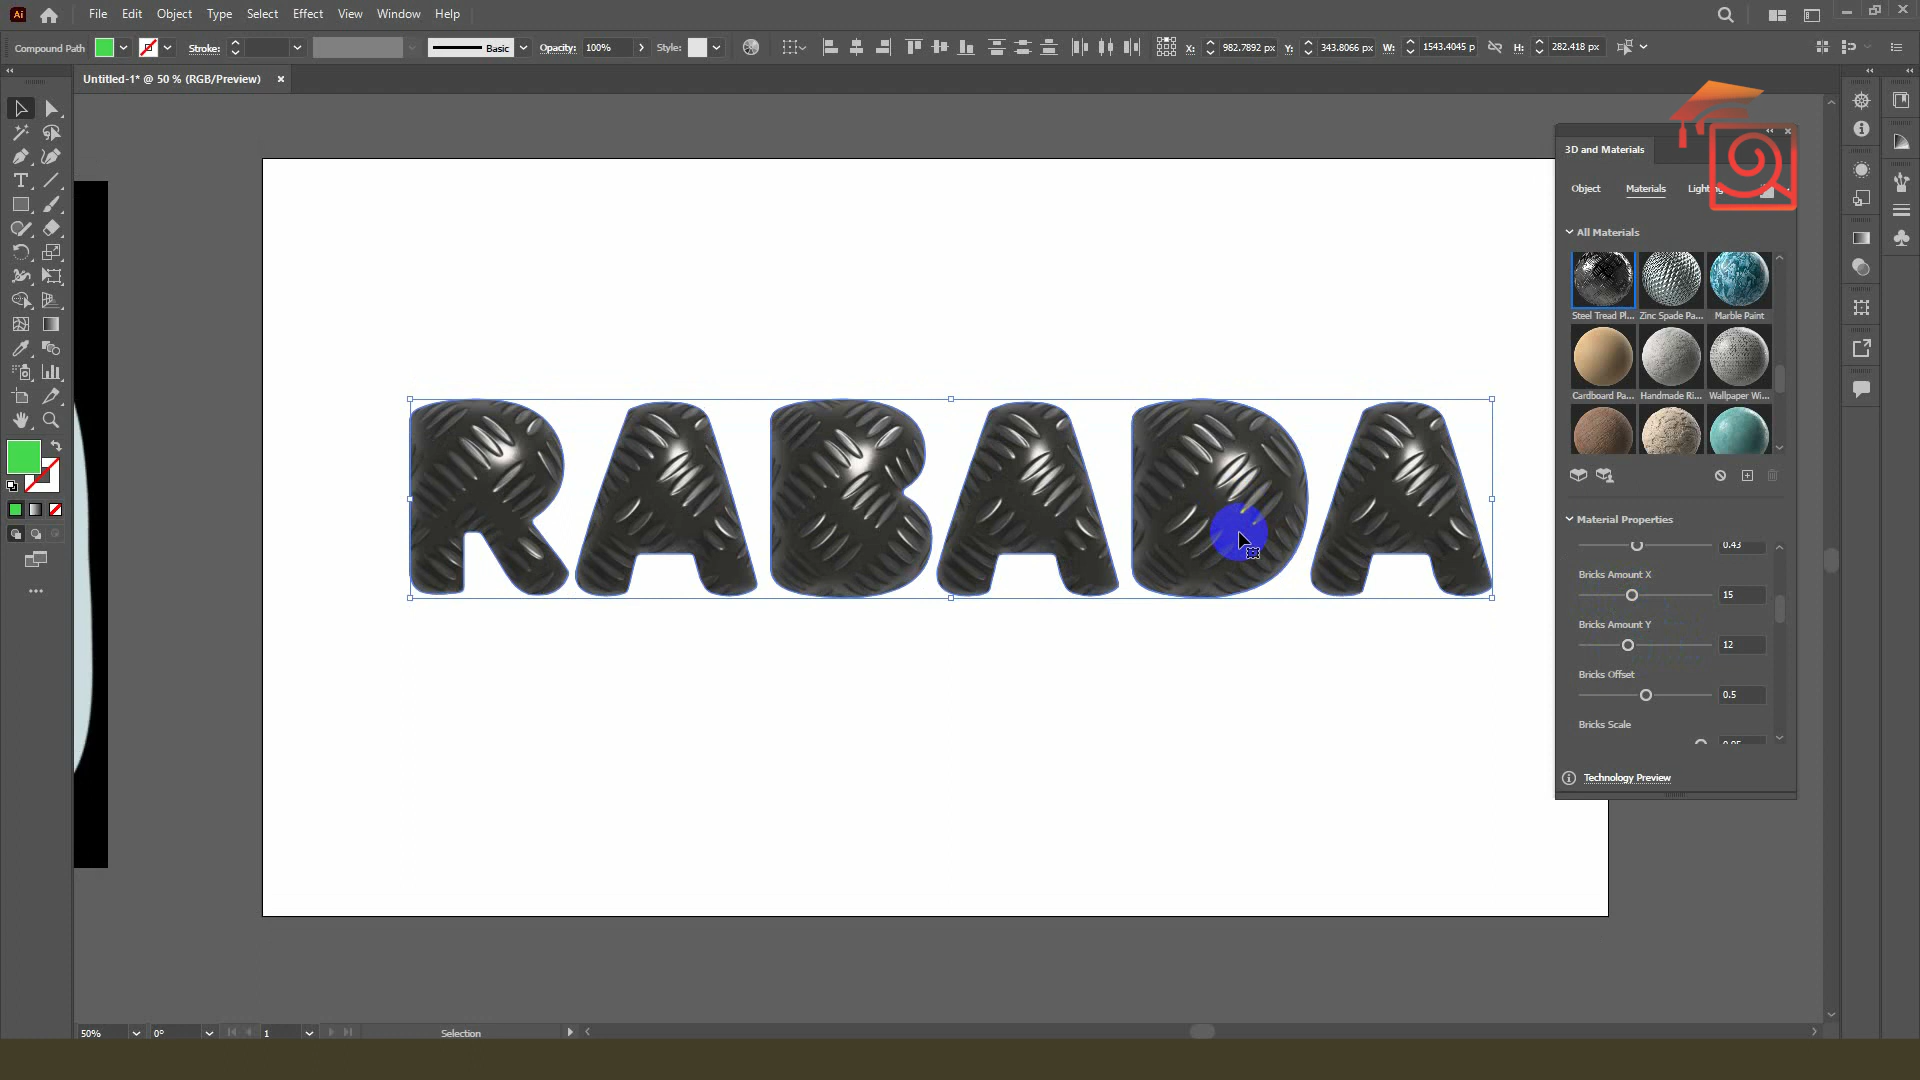 Ai File Edit Object Type Select Effect View Window Help
Compound Path Stroke: Basic Opacity: 100% Style: X: 982.7892 px Y: 343.8066 px W: 1543.4045 p H: 282.418 px
Untitled-1* @ 50 % (RGB/Preview)
3D and Materials
Object Materials Lighting
All Materials
Steel Tread Pl... Zinc Spade Pa... Marble Paint
Cardboard Pa... Handmade Ri... Wallpaper Wi...
RABADA
Material Properties
0.43
Bricks Amount X
15
Bricks Amount Y
12
Bricks Offset
0.5
Bricks Scale
Technology Preview
50% 0° 1 Selection